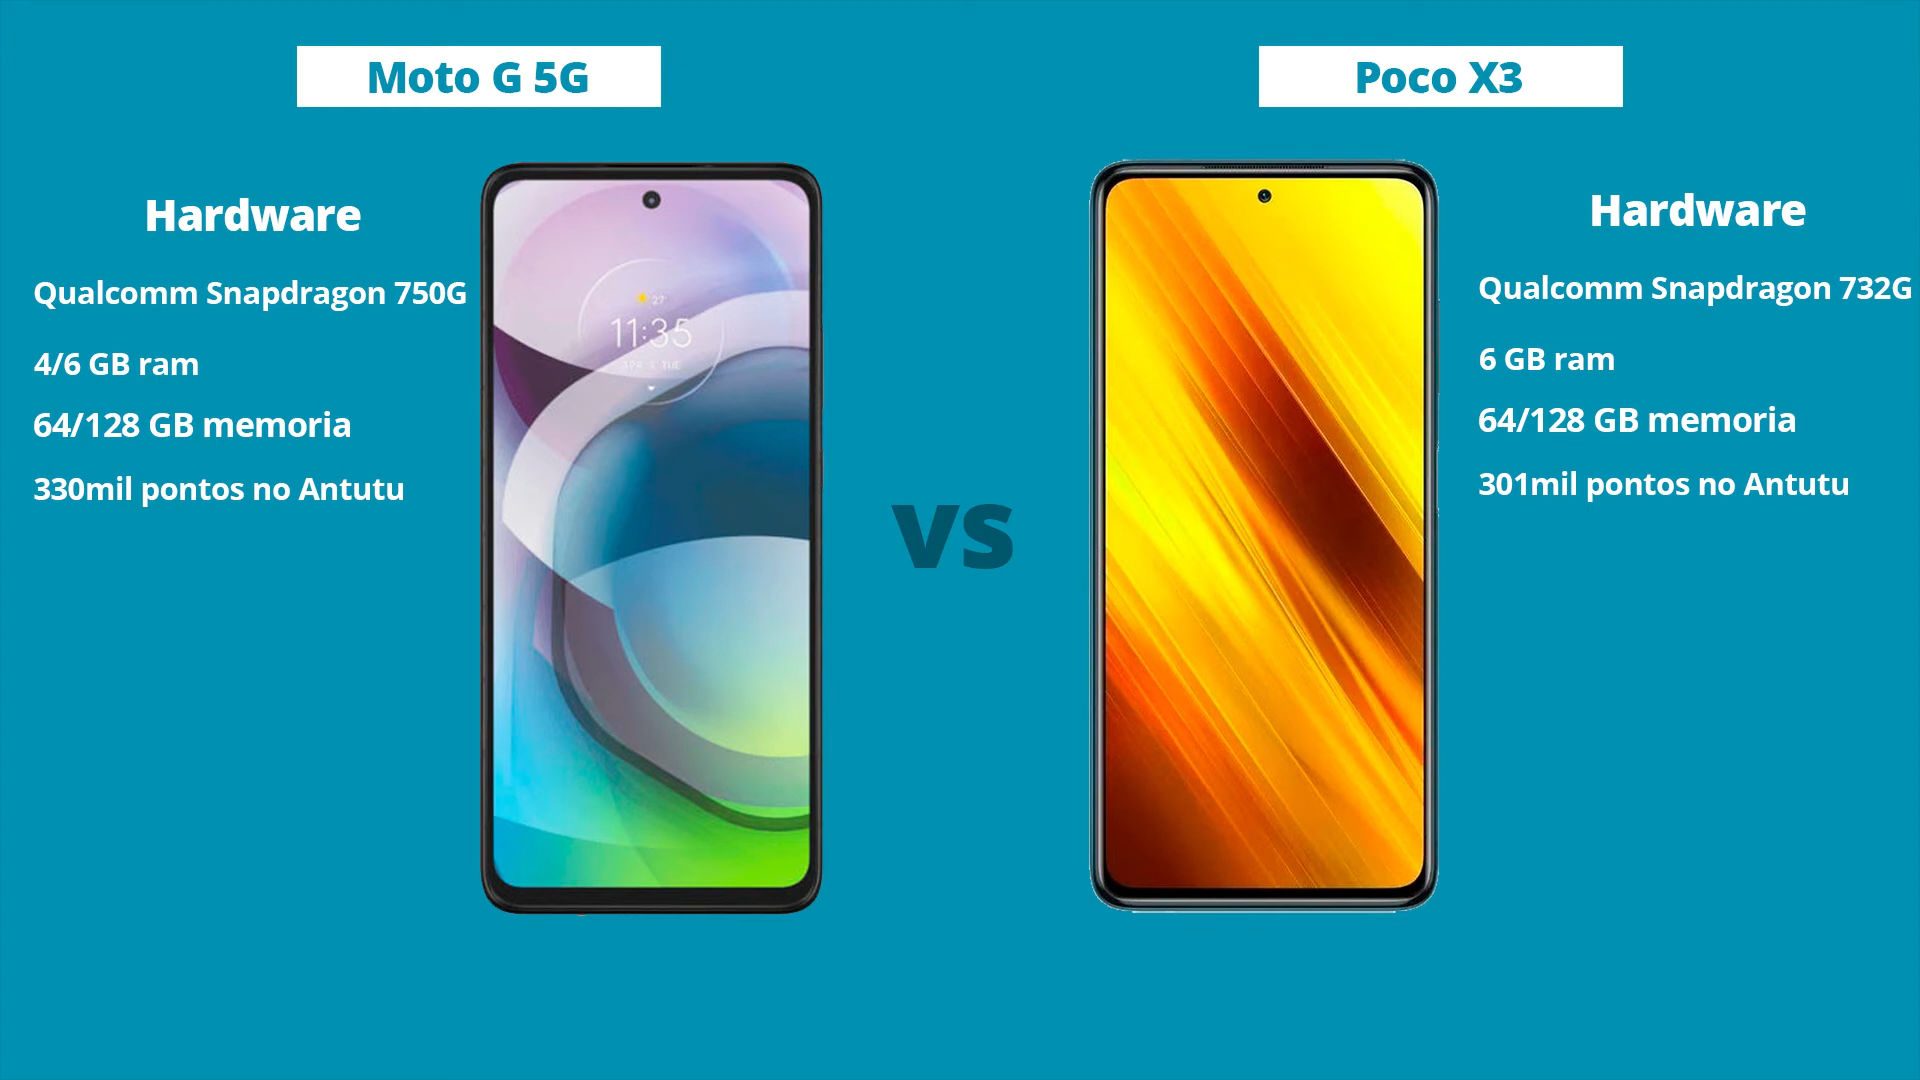 Moto G 5G
Poco X3
Hardware
Qualcomm Snapdragon 750G
4/6 GB ram
64/128 GB memoria
330mil pontos no Antutu
27°
11:35
TUE
vs
Hardware
Qualcomm Snapdragon 732G
6 GB ram
64/128 GB memoria
301mil pontos no Antutu